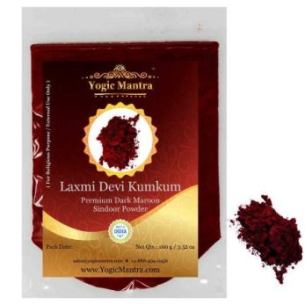 Yogic Mantra
( For Religious Purpose / External Use Only )
Laxmi Devi Kumkum
Premium Dark Maroon
Sindoor Powder
INDIA
Pack Date:
Net Qty. : 100 g / 3.52 oz
www.YogicMantra.com